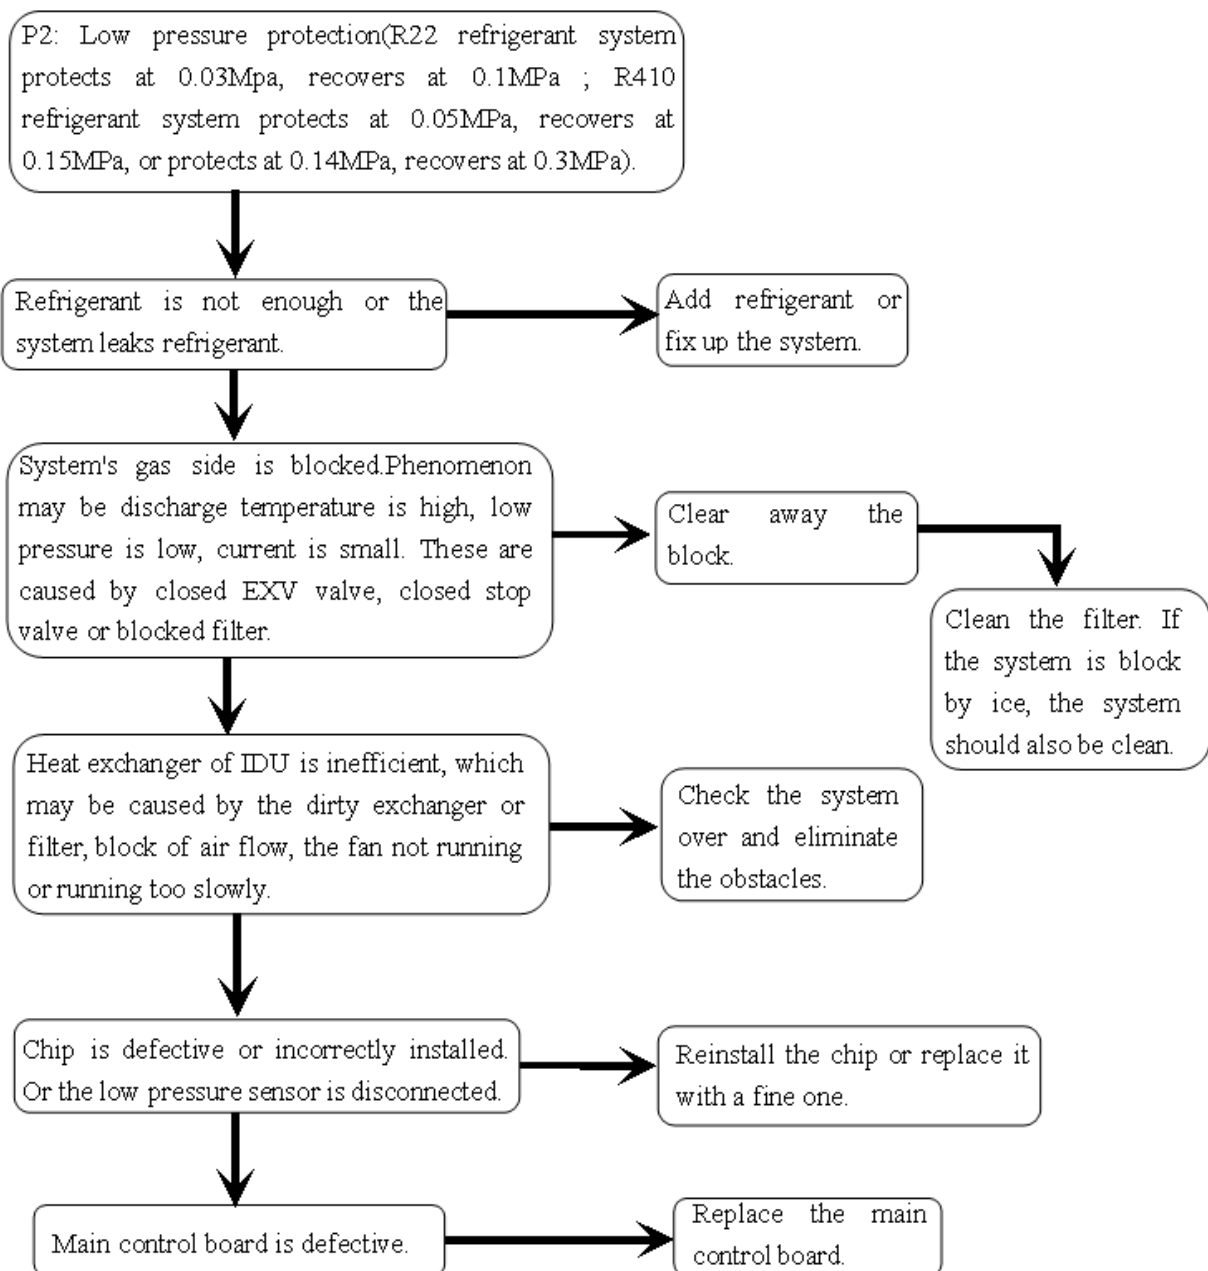 P2: Low pressure protection(R22 refrigerant system
protects at 0.03Mpa, recovers at 0.1MPa ; R410
refrigerant system protects at 0.05MPa, recovers at
0.15MPa, or protects at 0.14MPa, recovers at 0.3MPa).
Refrigerant is not enough or the
system leaks refrigerant.
Add refrigerant or
fix up the system.
System's gas side is blocked.Phenomenon
may be discharge temperature is high, low
pressure is low, current is small. These are
caused by closed EXV valve, closed stop
valve or blocked filter.
Clear away the
block.
Clean the filter. If
the system is block
by ice, the system
should also be clean.
Heat exchanger of IDU is inefficient, which
may be caused by the dirty exchanger or
filter, block of air flow, the fan not running
or running too slowly.
Check the system
over and eliminate
the obstacles.
Chip is defective or incorrectly installed.
Or the low pressure sensor is disconnected.
Reinstall the chip or replace it
with a fine one.
Main control board is defective.
Replace the main
control board.